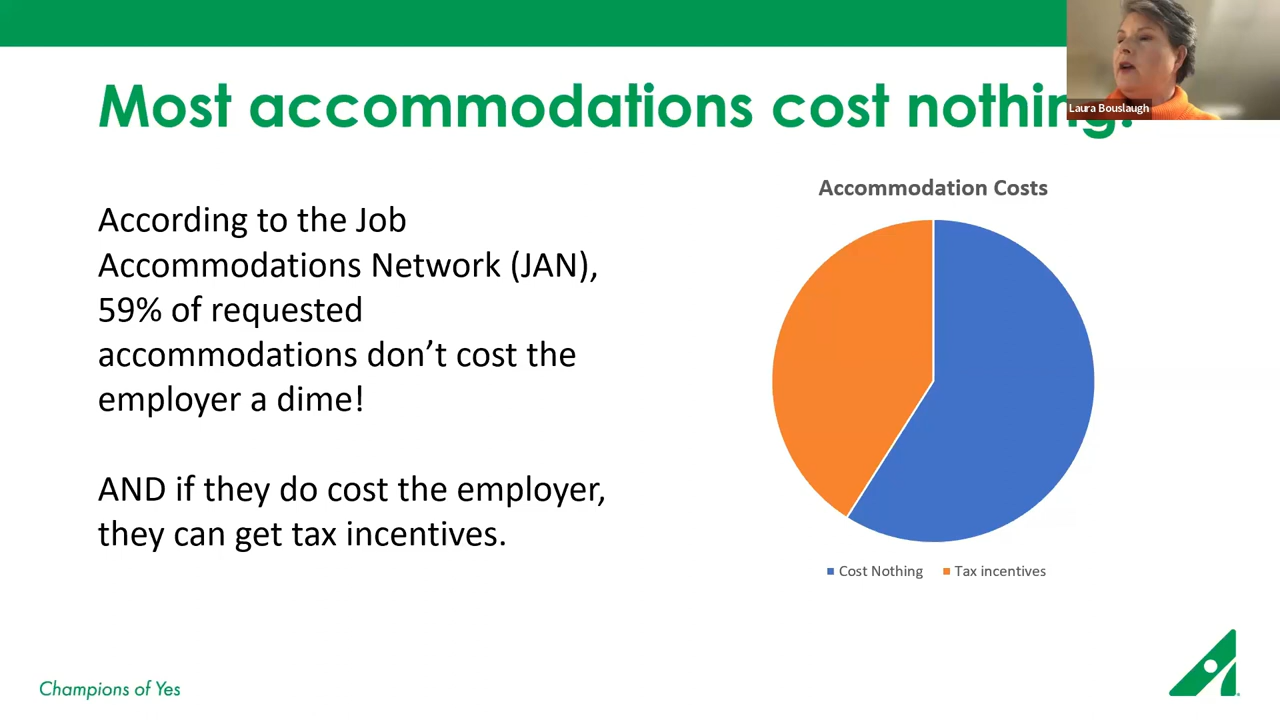 Most accommodations cost nothing.
Laura Bouslaugh
According to the Job
Accommodations Network (JAN),
59% of requested
accommodations don’t cost the
employer a dime!
AND if they do cost the employer,
they can get tax incentives.
Accommodation Costs
Cost Nothing
Tax incentives
Champions of Yes